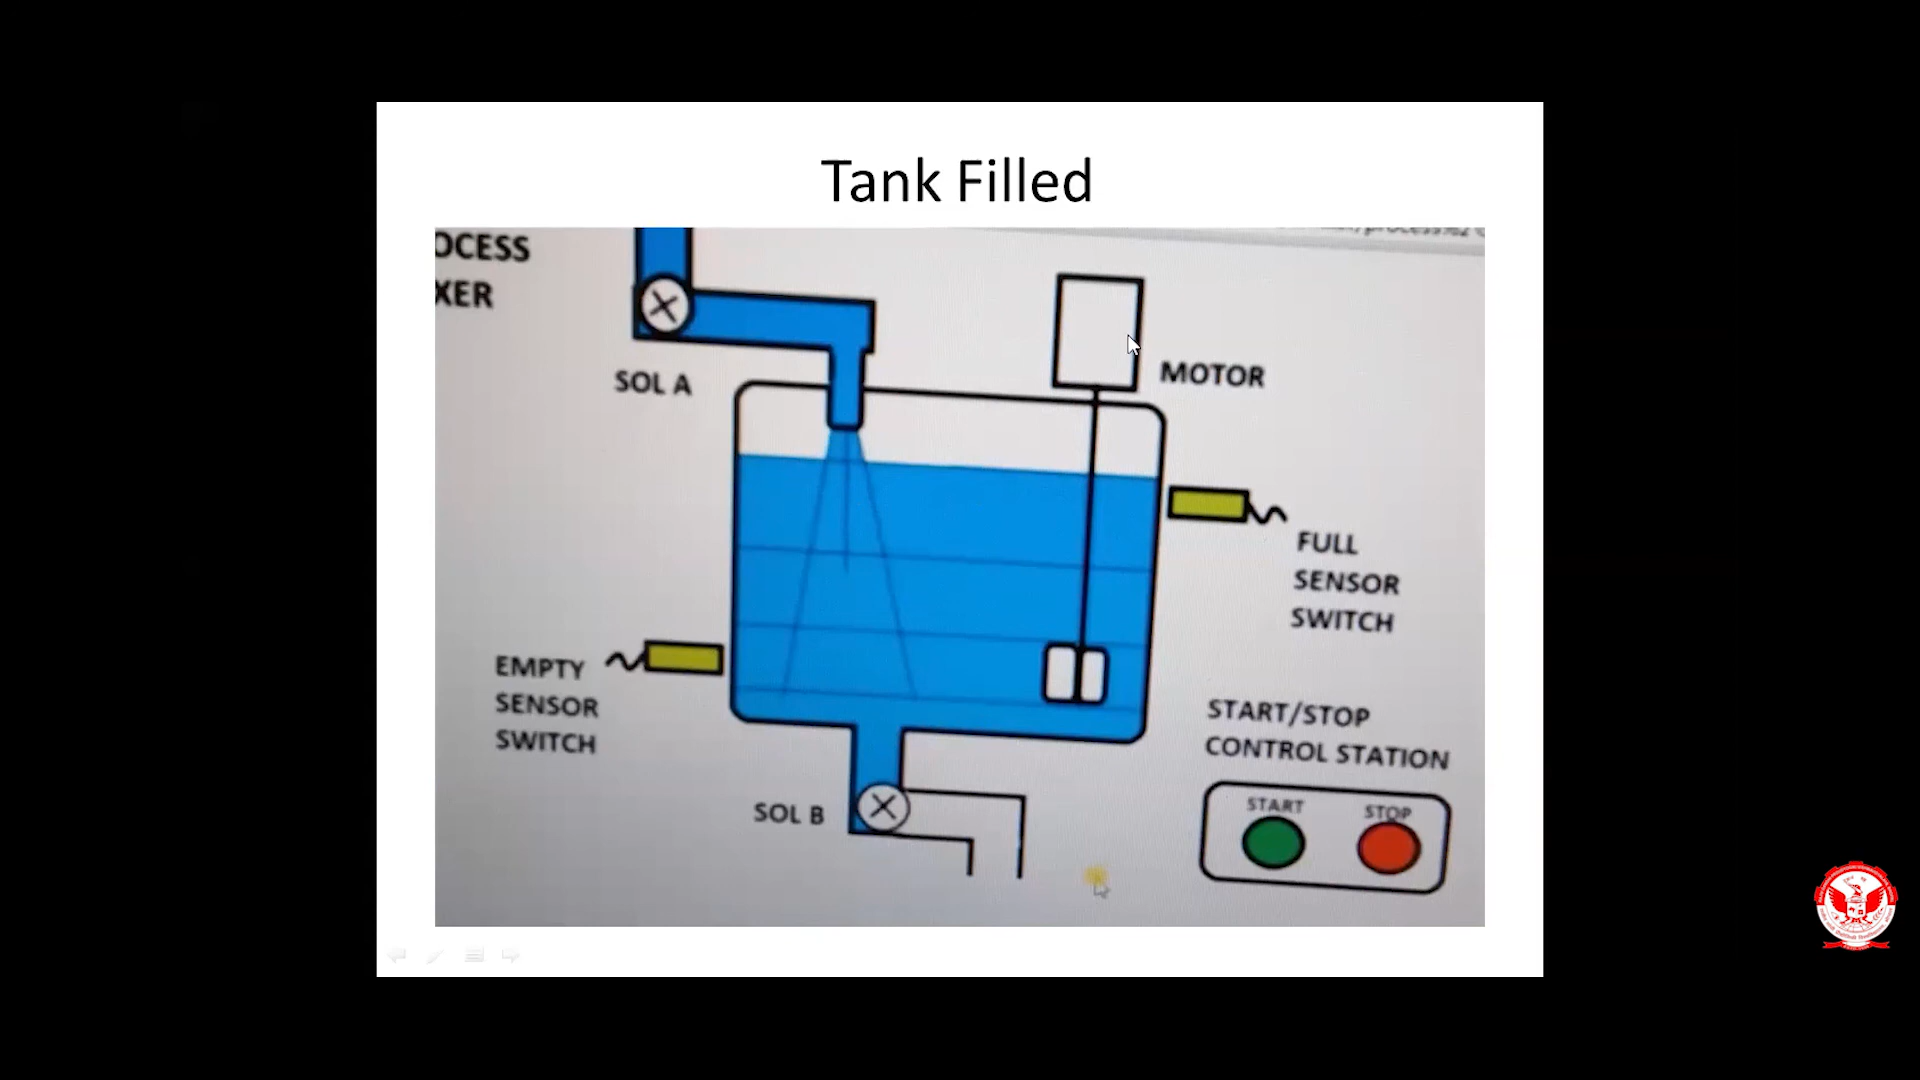 Tank Filled
OCESS
XER
SOL A
MOTOR
FULL
SENSOR
SWITCH
EMPTY
SENSOR
SWITCH
START/STOP
CONTROL STATION
START STOP
SOL B